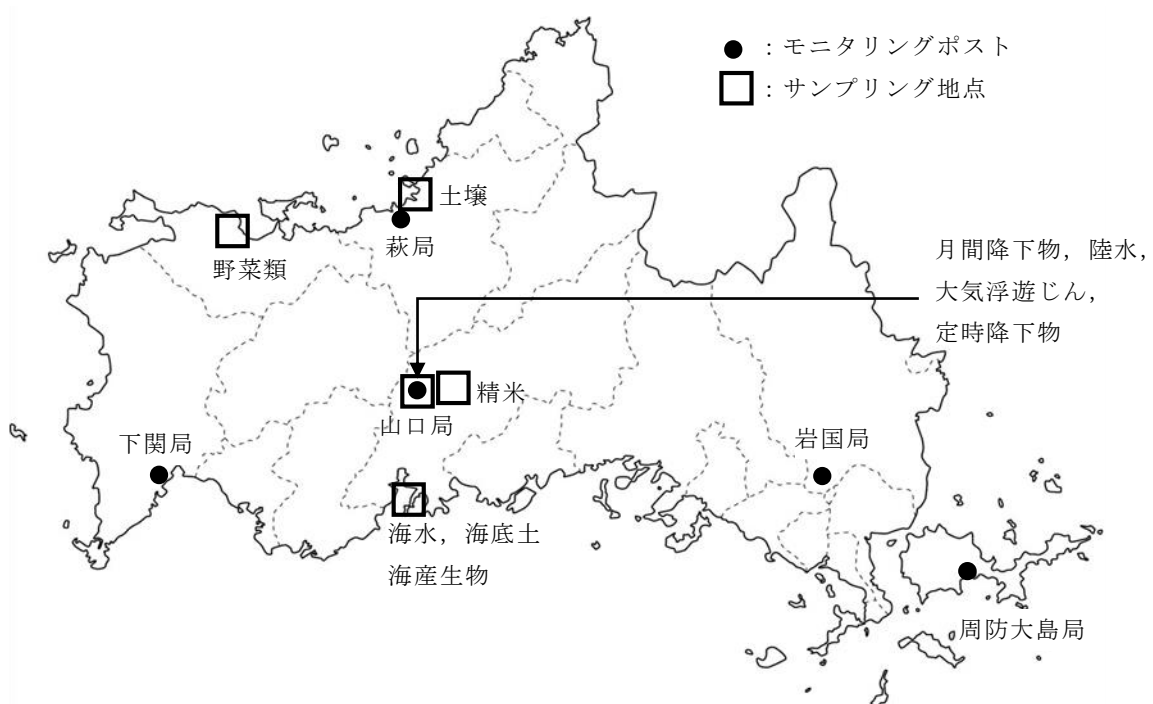 ：モニタリングポスト
：サンプリング地点
土壌
萩局
野菜類
月間降下物，陸水，
大気浮遊じん，
定時降下物
精米
山口局
下関局
岩国局
海水，海底土
海産生物
周防大島局